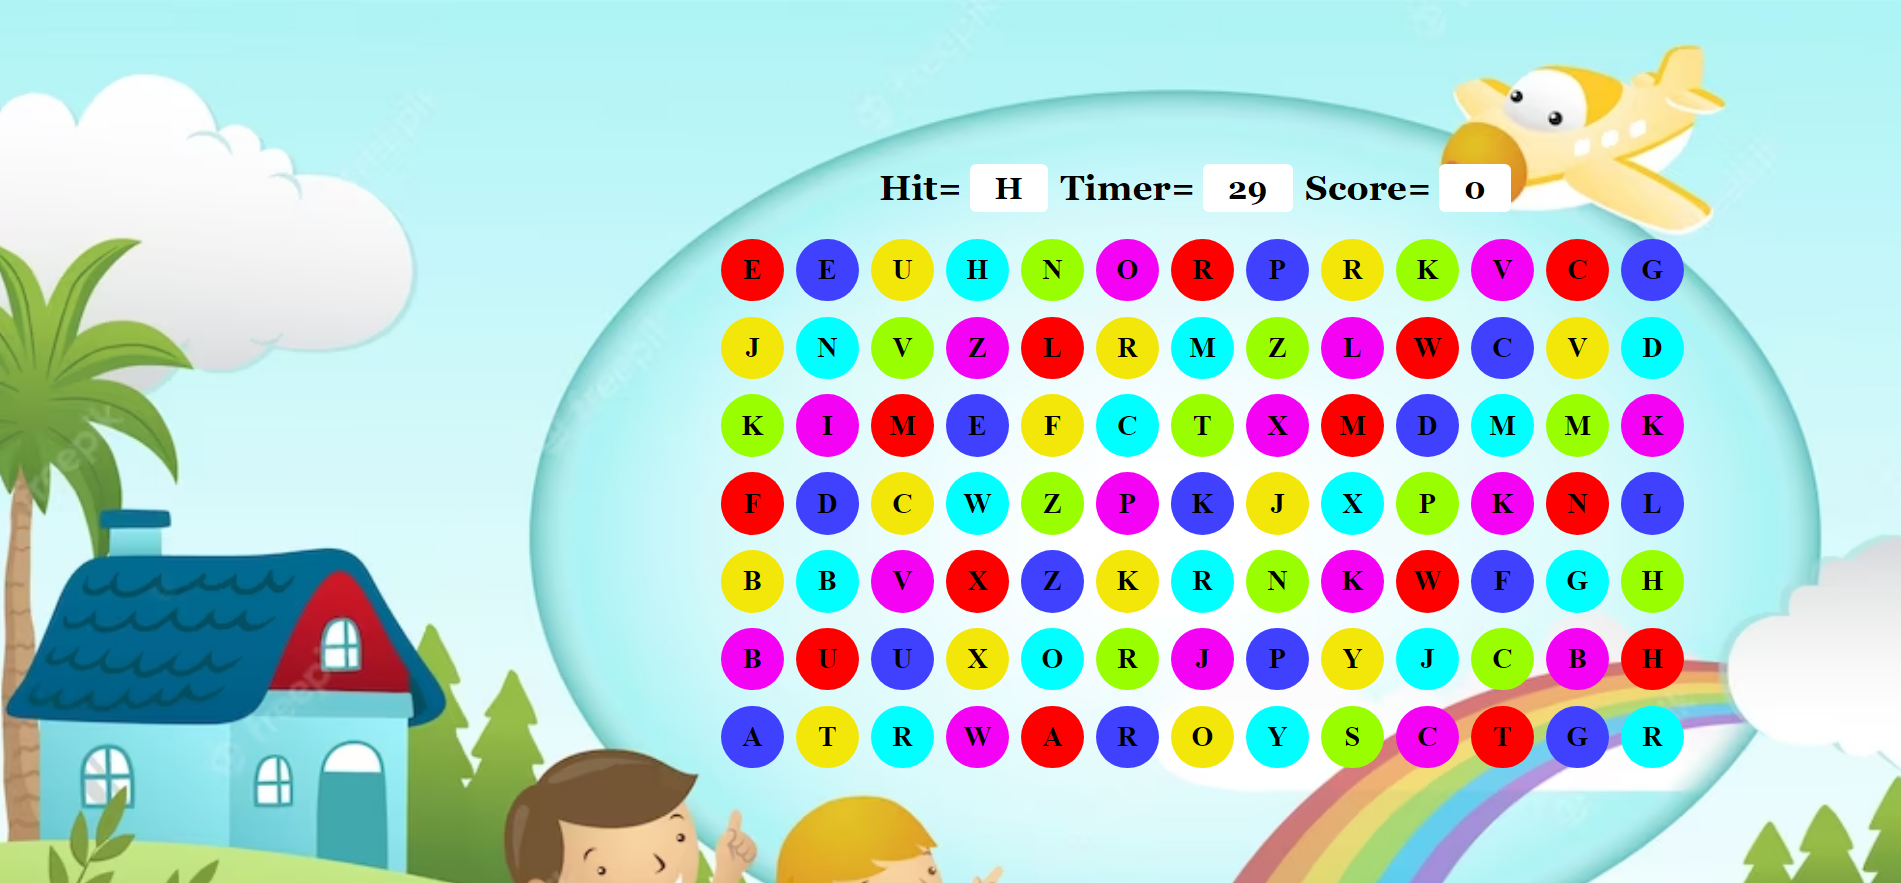 Hit= H Timer= 29 Score= 0
E E U H N O R P R K V C G
J N V Z L R M Z L W C V D
K I M E F C T X M D M M K
F D C W Z P K J X P K N L
B B V X Z K R N K W F G H
B U U X O R J P Y J C B H
A T R W A R O Y S C T G R